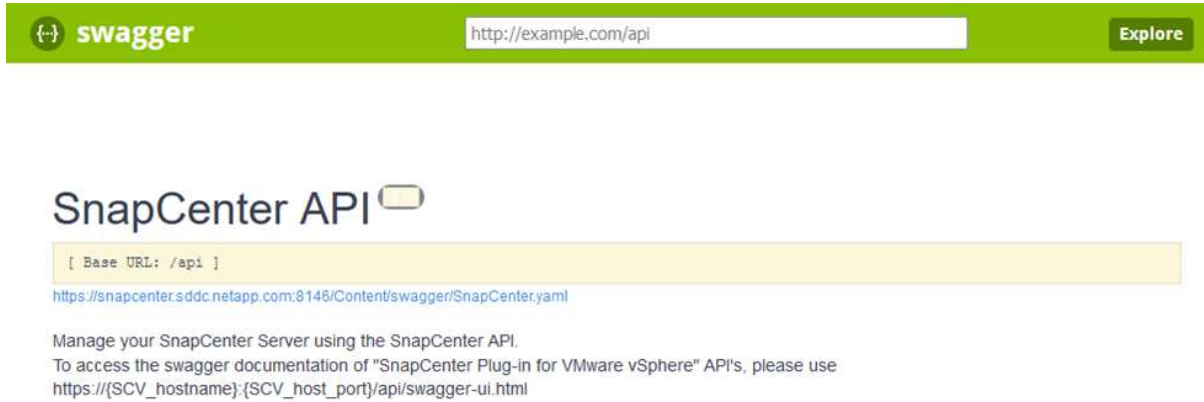 {···} swagger
http://example.com/api
Explore
SnapCenter API
[ Base URL: /api ]
https://snapcenter.sddc.netapp.com:8146/Content/swagger/SnapCenter.yaml
Manage your SnapCenter Server using the SnapCenter API.
To access the swagger documentation of "SnapCenter Plug-in for VMware vSphere" API's, please use
https://{SCV_hostname}:{SCV_host_port}/api/swagger-ui.html